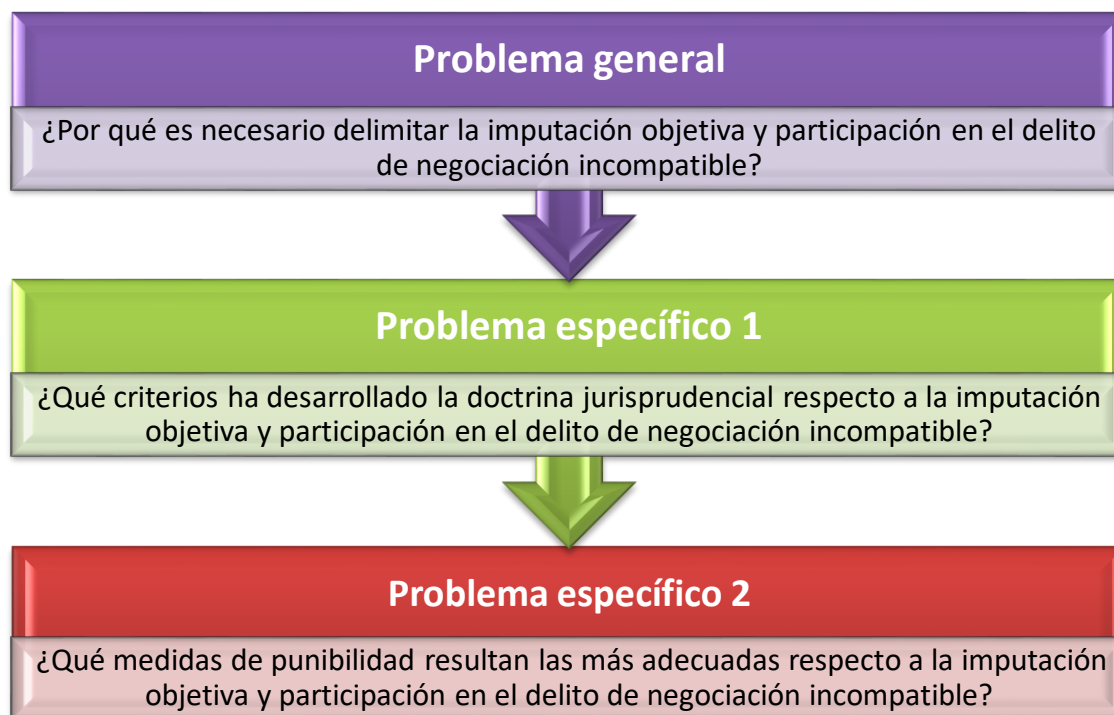 Problema general
¿Por qué es necesario delimitar la imputación objetiva y participación en el delito
de negociación incompatible?
Problema específico 1
¿Qué criterios ha desarrollado la doctrina jurisprudencial respecto a la imputación
objetiva y participación en el delito de negociación incompatible?
Problema específico 2
¿Qué medidas de punibilidad resultan las más adecuadas respecto a la imputación
objetiva y participación en el delito de negociación incompatible?